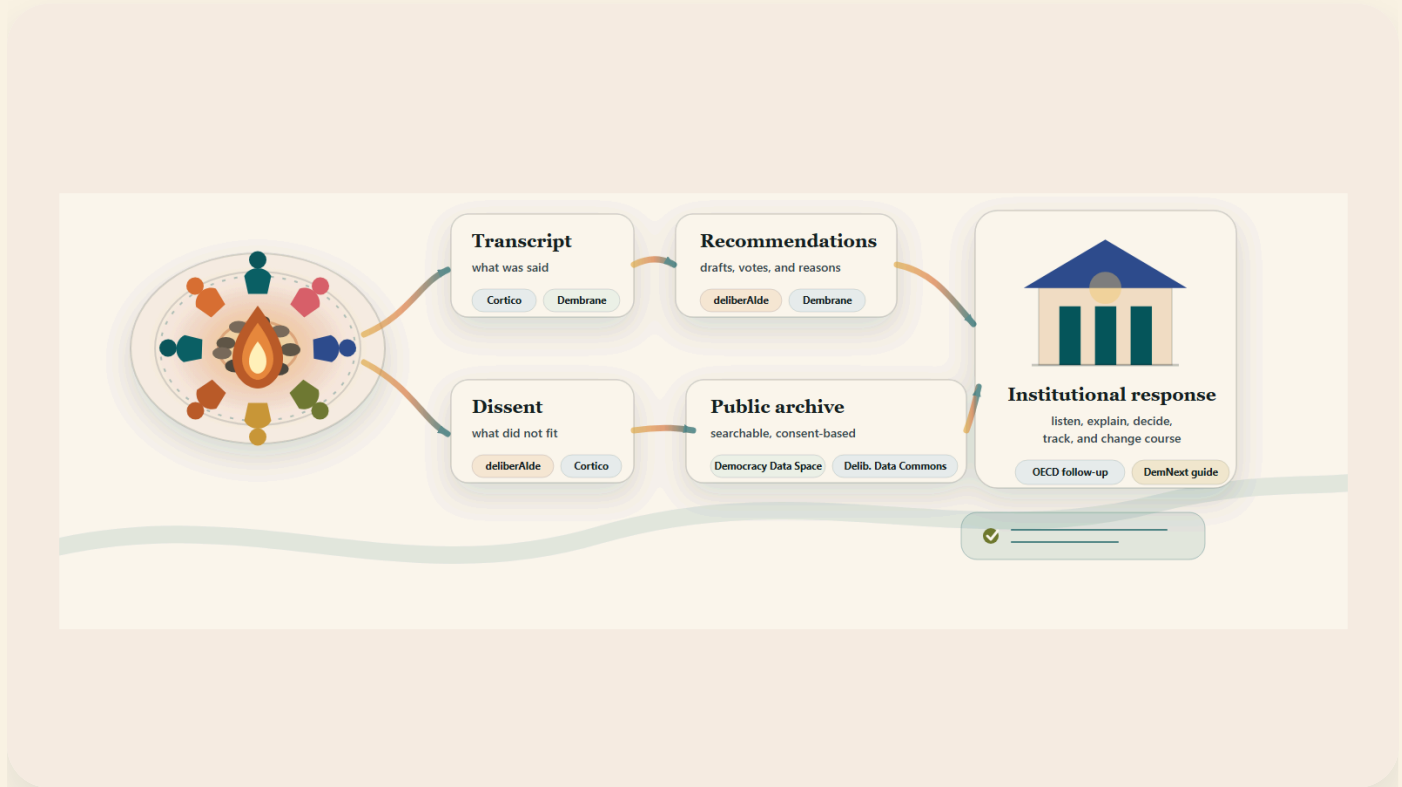 Transcript
what was said
Cortico
Dembrane
Recommendations
drafts, votes, and reasons
deliberAIde
Dembrane
Dissent
what did not fit
deliberAIde
Cortico
Public archive
searchable, consent-based
Democracy Data Space
Delib. Data Commons
Institutional response
listen, explain, decide,
track, and change course
OECD follow-up
DemNext guide